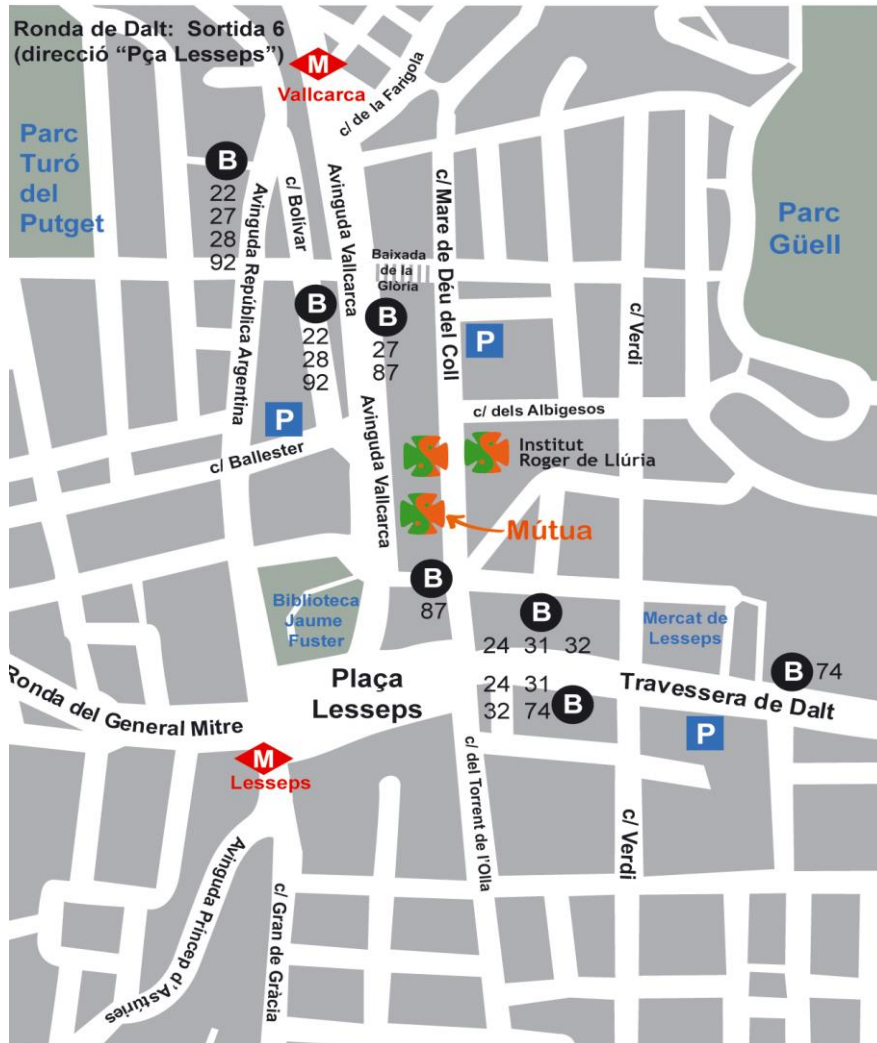 Ronda de Dalt: Sortida 6
(direcció “Pça Lesseps”)
M
Vallcarca
c/ de la Farigola
Parc
Turó
del
Putget
B
22
27
28
92
Avinguda República Argentina
c/ Bolívar
Avinguda Vallcarca
c/ Mare de Déu del Coll
Parc
Güell
Baixada
de la
Glòria
B
22
28
92
B
27
87
P
c/ Verdi
P
c/ Ballester
Avinguda Vallcarca
c/ dels Albigesos
Institut
Roger de Llúria
Mútua
B
87
Biblioteca
Jaume
Fuster
B
24 31 32
Mercat de
Lesseps
B 74
Plaça
Lesseps
24 31
32 74 B
Travessera de Dalt
P
Ronda del General Mitre
M
Lesseps
c/ del Torrent de l'Olla
c/ Verdi
Avinguda Príncep d'Astúries
c/ Gran de Gràcia